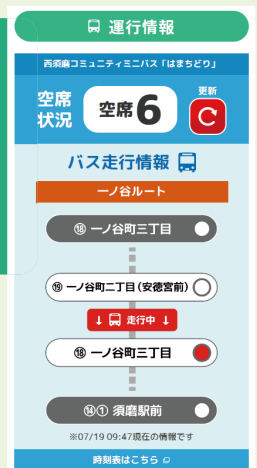 運行情報
西須磨コミュニティミニバス「はまちどり」
空席
状況
空席6
更新
バス走行情報
一ノ谷ルート
⑱ 一ノ谷町三丁目
⑲ 一ノ谷町二丁目(安徳宮前)
↓ 走行中 ↓
⑱ 一ノ谷町三丁目
⑭① 須磨駅前
※07/19 09:47現在の情報です
時刻表はこちら